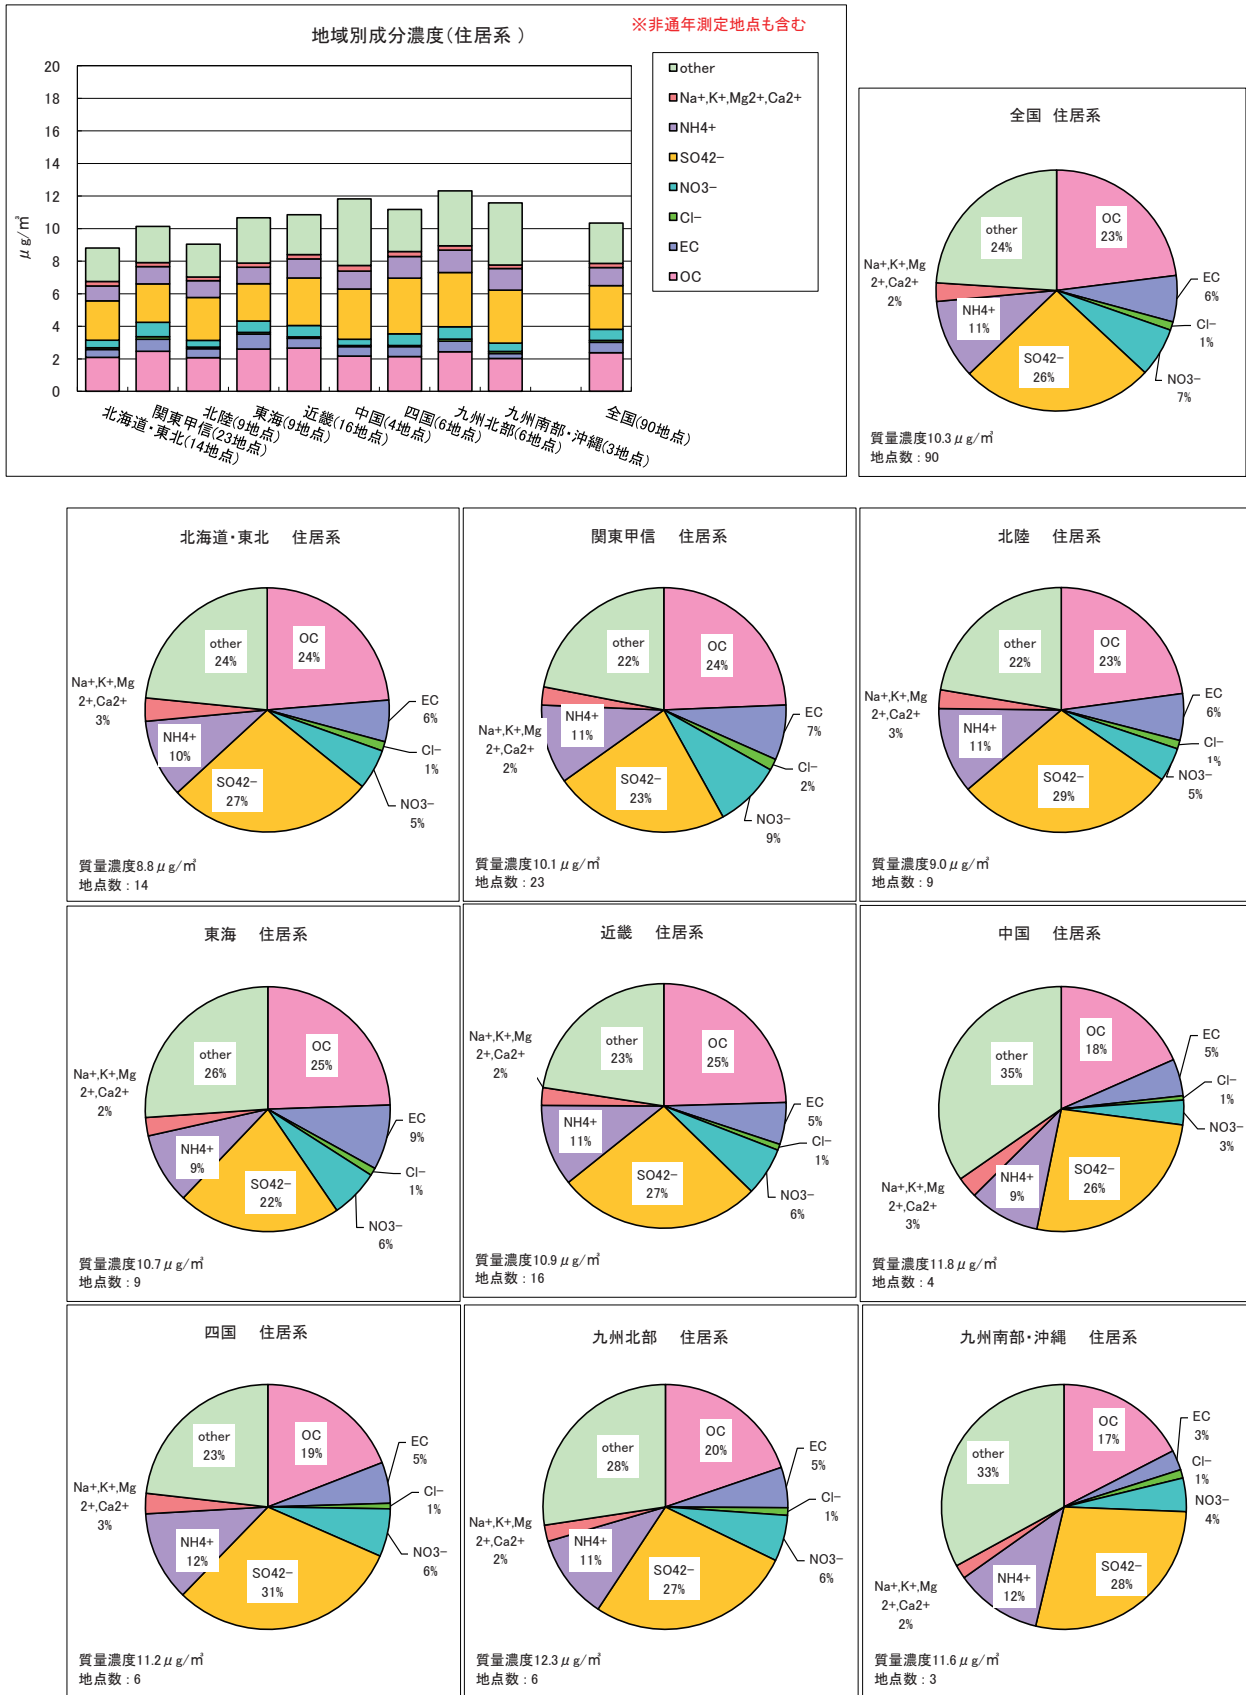 地域別成分濃度(住居系 )
※非通年測定地点も含む
20
18
16
14
12
10
8
6
4
2
0
μg/㎥
北海道・東北(14地点)
関東甲信(23地点)
北陸(9地点)
東海(9地点)
近畿(16地点)
中国(4地点)
四国(6地点)
九州北部(6地点)
九州南部・沖縄(3地点)
全国(90地点)
other
Na+,K+,Mg2+,Ca2+
NH4+
SO42−
NO3−
Cl−
EC
OC
全国 住居系
OC
23%
EC
6%
Cl−
1%
NO3−
7%
SO42−
26%
NH4+
11%
Na+,K+,Mg
2+,Ca2+
2%
other
24%
質量濃度10.3μg/㎥
地点数:90
北海道・東北 住居系
OC
24%
EC
6%
Cl−
1%
NO3−
5%
SO42−
27%
NH4+
10%
Na+,K+,Mg
2+,Ca2+
3%
other
24%
質量濃度8.8μg/㎥
地点数:14
関東甲信 住居系
OC
24%
EC
7%
Cl−
2%
NO3−
9%
SO42−
23%
NH4+
11%
Na+,K+,Mg
2+,Ca2+
2%
other
22%
質量濃度10.1μg/㎥
地点数:23
北陸 住居系
OC
23%
EC
6%
Cl−
1%
NO3−
5%
SO42−
29%
NH4+
11%
Na+,K+,Mg
2+,Ca2+
3%
other
22%
質量濃度9.0μg/㎥
地点数:9
東海 住居系
OC
25%
EC
9%
Cl−
1%
NO3−
6%
SO42−
22%
NH4+
9%
Na+,K+,Mg
2+,Ca2+
2%
other
26%
質量濃度10.7μg/㎥
地点数:9
近畿 住居系
OC
25%
EC
5%
Cl−
1%
NO3−
6%
SO42−
27%
NH4+
11%
Na+,K+,Mg
2+,Ca2+
2%
other
23%
質量濃度10.9μg/㎥
地点数:16
中国 住居系
OC
18%
EC
5%
Cl−
1%
NO3−
3%
SO42−
26%
NH4+
9%
Na+,K+,Mg
2+,Ca2+
3%
other
35%
質量濃度11.8μg/㎥
地点数:4
四国 住居系
OC
19%
EC
5%
Cl−
1%
NO3−
6%
SO42−
31%
NH4+
12%
Na+,K+,Mg
2+,Ca2+
3%
other
23%
質量濃度11.2μg/㎥
地点数:6
九州北部 住居系
OC
20%
EC
5%
Cl−
1%
NO3−
6%
SO42−
27%
NH4+
11%
Na+,K+,Mg
2+,Ca2+
2%
other
28%
質量濃度12.3μg/㎥
地点数:6
九州南部・沖縄 住居系
OC
17%
EC
3%
Cl−
1%
NO3−
4%
SO42−
28%
NH4+
12%
Na+,K+,Mg
2+,Ca2+
2%
other
33%
質量濃度11.6μg/㎥
地点数:3